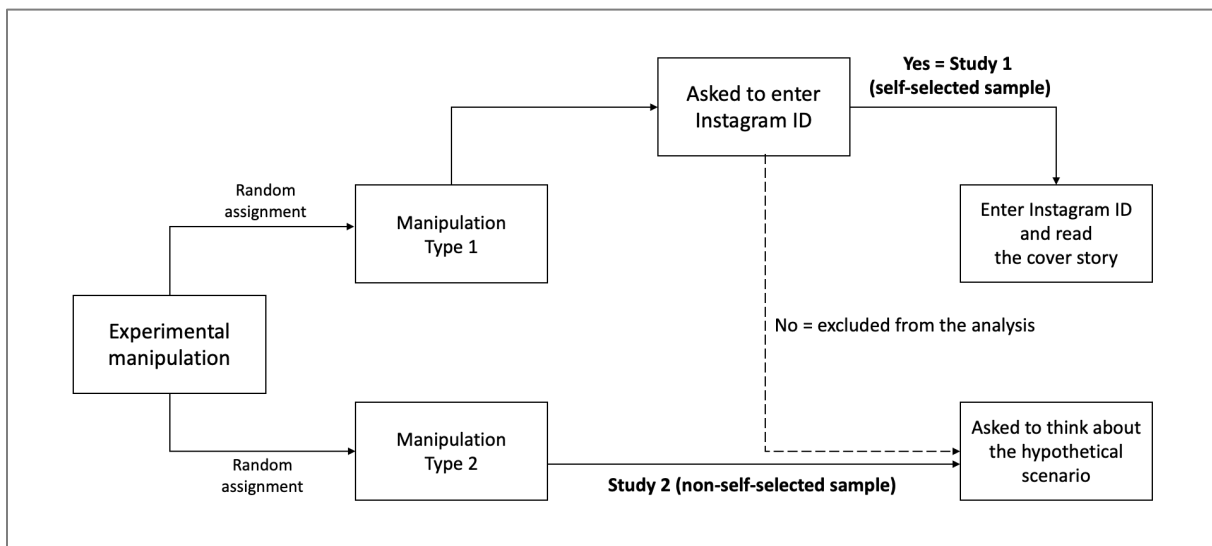 Yes = Study 1
(self-selected sample)
Asked to enter
Instagram ID
Random
assignment
Manipulation
Type 1
Enter Instagram ID
and read
the cover story
Experimental
manipulation
No = excluded from the analysis
Manipulation
Type 2
Random
assignment
Study 2 (non-self-selected sample)
Asked to think about
the hypothetical
scenario